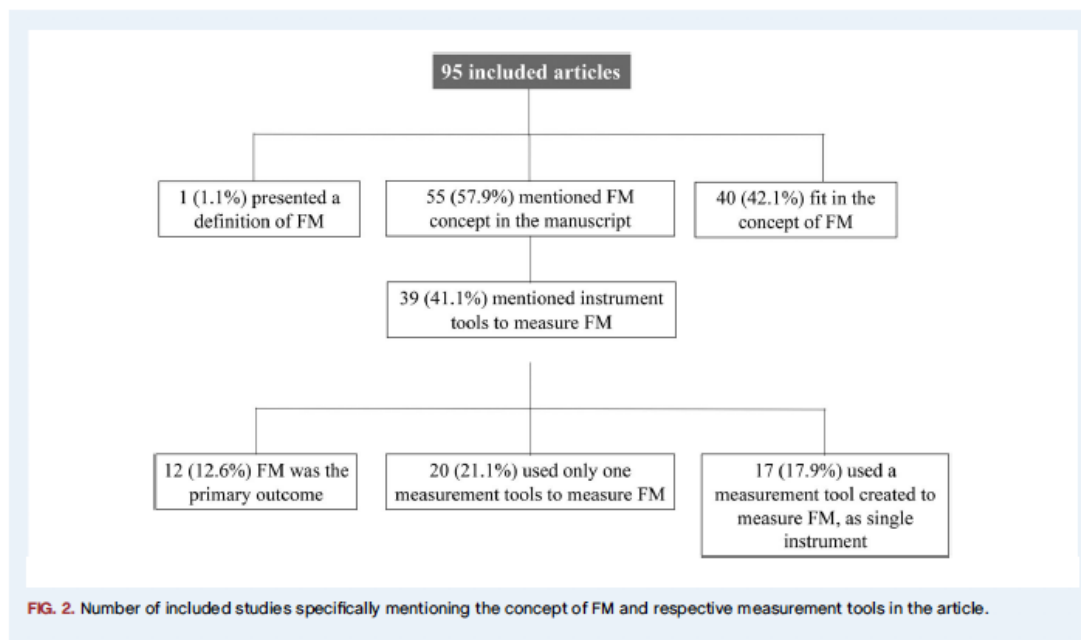 95 included articles
1 (1.1%) presented a
definition of FM
55 (57.9%) mentioned FM
concept in the manuscript
40 (42.1%) fit in the
concept of FM
39 (41.1%) mentioned instrument
tools to measure FM
12 (12.6%) FM was the
primary outcome
20 (21.1%) used only one
measurement tools to measure FM
17 (17.9%) used a
measurement tool created to
measure FM, as single
instrument
FIG. 2. Number of included studies specifically mentioning the concept of FM and respective measurement tools in the article.